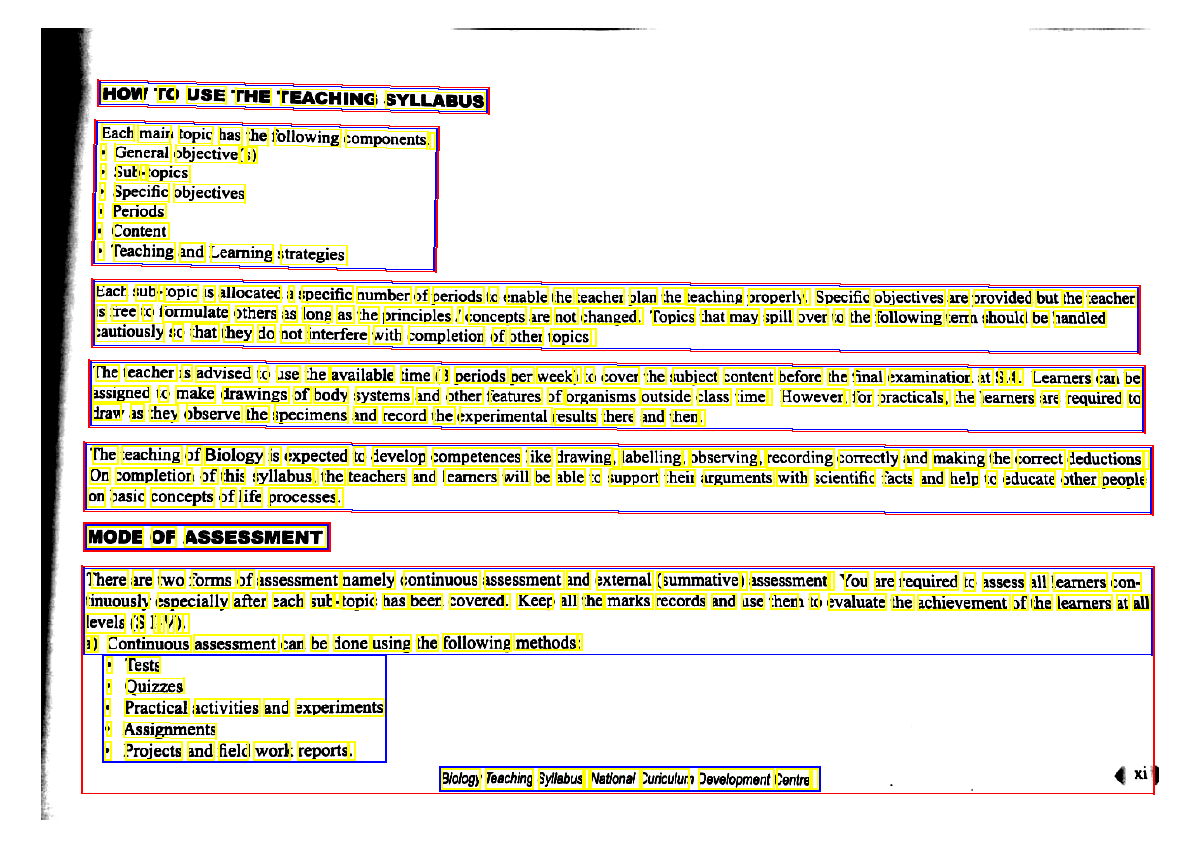 HOW TO USE THE TEACHING SYLLABUS
Each main topic has the following components.
• General objective(s)
• Sub-topics
• Specific objectives
• Periods
• Content
• Teaching and Learning strategies
Each sub-topic is allocated a specific number of periods to enable the teacher plan the teaching properly. Specific objectives are provided but the teacher
is free to formulate others as long as the principles / concepts are not changed. Topics that may spill over to the following term should be handled
cautiously so that they do not interfere with completion of other topics
The teacher is advised to use the available time (3 periods per week) to cover the subject content before the final examination at S.4. Learners can be
assigned to make drawings of body systems and other features of organisms outside class time. However, for practicals, the learners are required to
draw as they observe the specimens and record the experimental results there and then.
The teaching of Biology is expected to develop competences like drawing, labelling, observing, recording correctly and making the correct deductions
On completion of this syllabus, the teachers and learners will be able to support their arguments with scientific facts and help to educate other people
on basic concepts of life processes.
MODE OF ASSESSMENT
There are two forms of assessment namely continuous assessment and external (summative) assessment. You are required to assess all learners con-
tinuously especially after each sub-topic has been covered. Keep all the marks records and use them to evaluate the achievement of the learners at all
levels
a) Continuous assessment can be done using the following methods:
• Tests
• Quizzes
• Practical activities and experiments
• Assignments
• Projects and field work reports.
Biology Teaching Syllabus National Curiculum Development Centre
xi